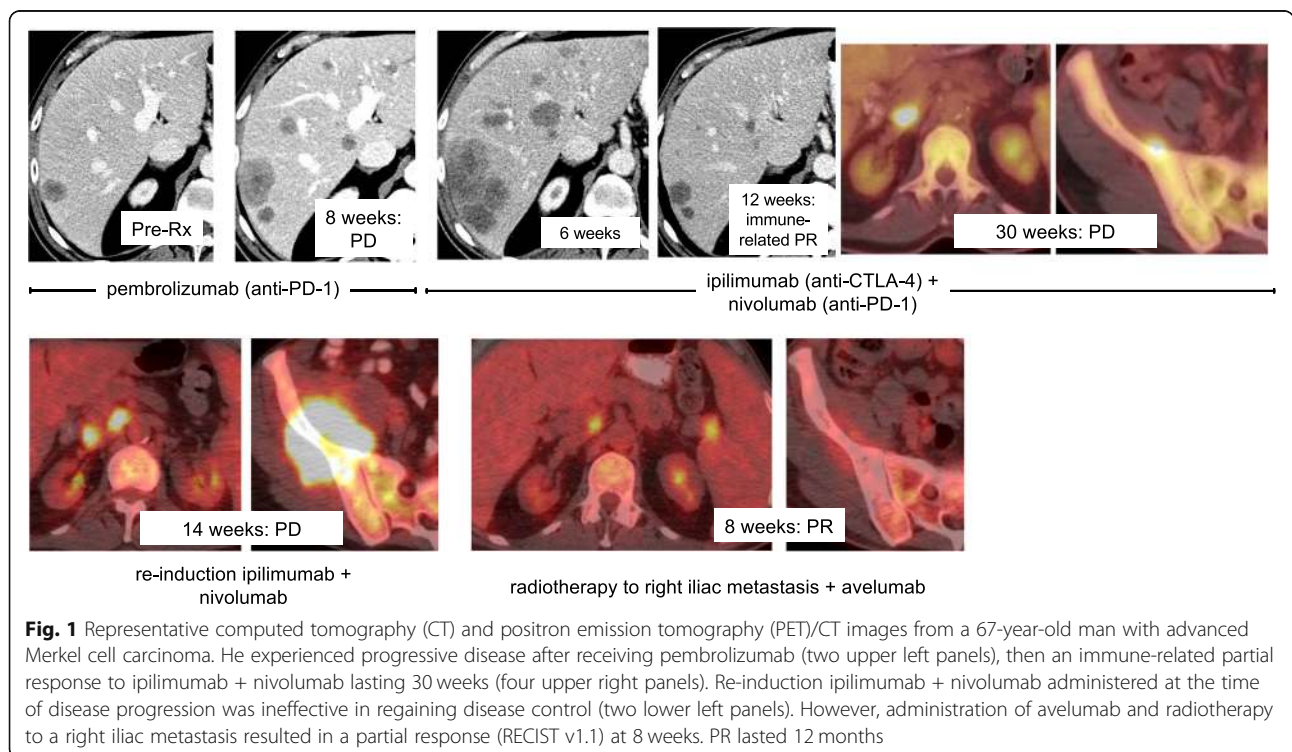 Pre-Rx
8 weeks:
PD
6 weeks
12 weeks:
immune-
related PR
30 weeks: PD
pembrolizumab (anti-PD-1)
ipilimumab (anti-CTLA-4) +
nivolumab (anti-PD-1)
14 weeks: PD
8 weeks: PR
re-induction ipilimumab +
nivolumab
radiotherapy to right iliac metastasis + avelumab
Fig. 1 Representative computed tomography (CT) and positron emission tomography (PET)/CT images from a 67-year-old man with advanced
Merkel cell carcinoma. He experienced progressive disease after receiving pembrolizumab (two upper left panels), then an immune-related partial
response to ipilimumab + nivolumab lasting 30 weeks (four upper right panels). Re-induction ipilimumab + nivolumab administered at the time
of disease progression was ineffective in regaining disease control (two lower left panels). However, administration of avelumab and radiotherapy
to a right iliac metastasis resulted in a partial response (RECIST v1.1) at 8 weeks. PR lasted 12 months